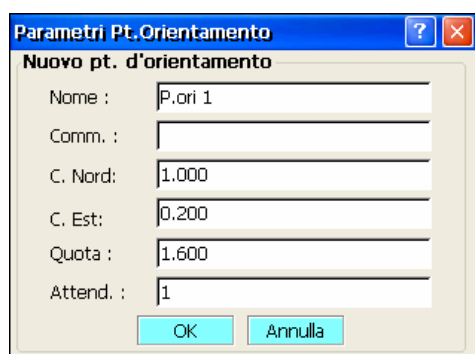 Parametri Pt.Orientamento ? X
Nuovo pt. d'orientamento
Nome : P.ori 1
Comm. :
C. Nord: 1.000
C. Est: 0.200
Quota : 1.600
Attend. : 1
OK Annulla